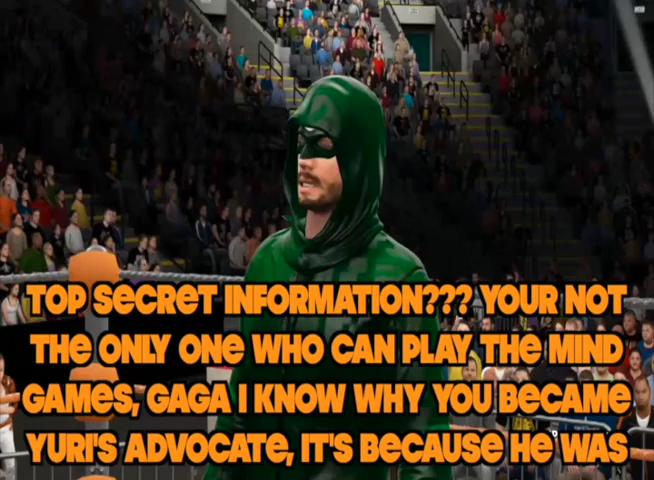 TOP SECRET INFORMATION??? YOUR NOT
THE ONLY ONE WHO CAN PLAY THE MIND
GAMES, GAGA I KNOW WHY YOU BECAME
YURI'S ADVOCATE, IT'S BECAUSE HE WAS